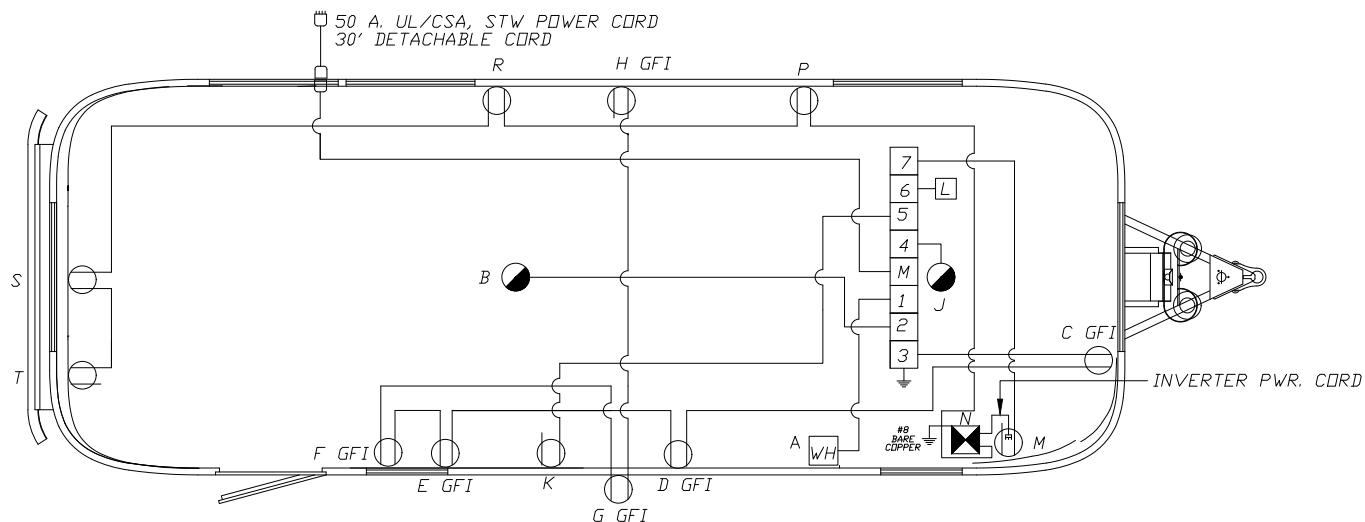 50 A. UL/CSA, STW POWER CORD
30' DETACHABLE CORD
R
H GFI
P
7
6
L
5
4
S
B
M
J
1
2
C GFI
3
T
INVERTER PWR. CORD
N
#8
BARE
COPPER
A
WH
M
F GFI
E GFI
K
D GFI
G GFI